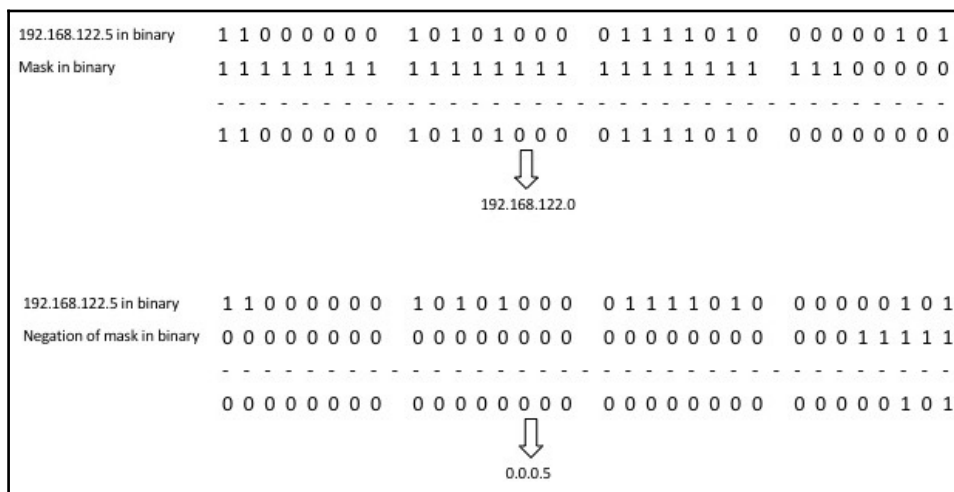 192.168.122.5 in binary 1 1 0 0 0 0 0 0 1 0 1 0 1 0 0 0 0 1 1 1 1 0 1 0 0 0 0 0 0 1 0 1
Mask in binary 1 1 1 1 1 1 1 1 1 1 1 1 1 1 1 1 1 1 1 1 1 1 1 1 1 1 1 0 0 0 0 0
- - - - - - - - - - - - - - - - - - - - - - - - - - - - - - - - - - -
1 1 0 0 0 0 0 0 1 0 1 0 1 0 0 0 0 1 1 1 1 0 1 0 0 0 0 0 0 0 0 0
192.168.122.0
192.168.122.5 in binary 1 1 0 0 0 0 0 0 1 0 1 0 1 0 0 0 0 1 1 1 1 0 1 0 0 0 0 0 0 1 0 1
Negation of mask in binary 0 0 0 0 0 0 0 0 0 0 0 0 0 0 0 0 0 0 0 0 0 0 0 0 0 0 0 1 1 1 1 1
- - - - - - - - - - - - - - - - - - - - - - - - - - - - - - - - - - -
0 0 0 0 0 0 0 0 0 0 0 0 0 0 0 0 0 0 0 0 0 0 0 0 0 0 0 0 0 1 0 1
0.0.0.5